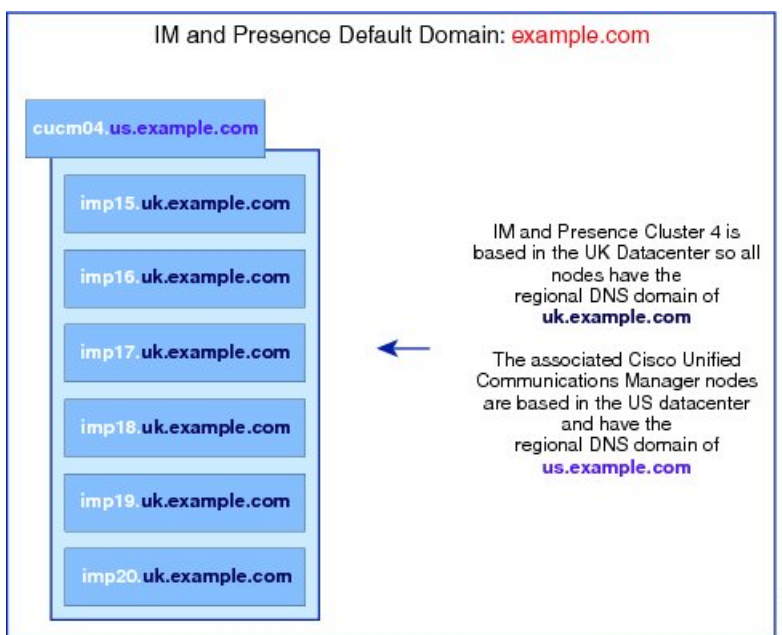 IM and Presence Default Domain: example.com
cucm04.us.example.com
imp15.uk.example.com
imp16.uk.example.com
imp17.uk.example.com
imp18.uk.example.com
imp19.uk.example.com
imp20.uk.example.com
IM and Presence Cluster 4 is
based in the UK Datacenter so all
nodes have the
regional DNS domain of
uk.example.com
The associated Cisco Unified
Communications Manager nodes
are based in the US datacenter
and have the
regional DNS domain of
us.example.com